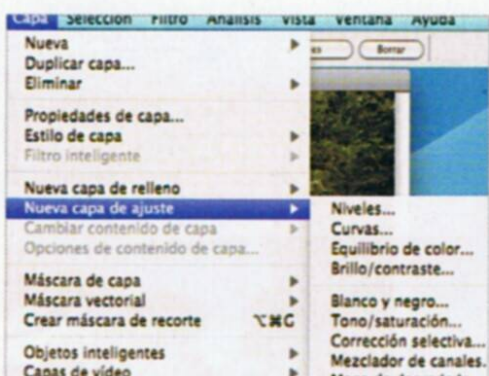 Capa Selección Filtro Análisis Vista Ventana Ayuda
Nueva
Borrar
Duplicar capa...
Eliminar
Propiedades de capa...
Estilo de capa
Filtro inteligente
Nueva capa de relleno
Nueva capa de ajuste
Cambiar contenido de capa
Opciones de contenido de capa...
Máscara de capa
Máscara vectorial
Crear máscara de recorte ⌥⌘G
Objetos inteligentes
Capas de vídeo
Niveles...
Curvas...
Equilibrio de color...
Brillo/contraste...
Blanco y negro...
Tono/saturación...
Corrección selectiva...
Mezclador de canales.